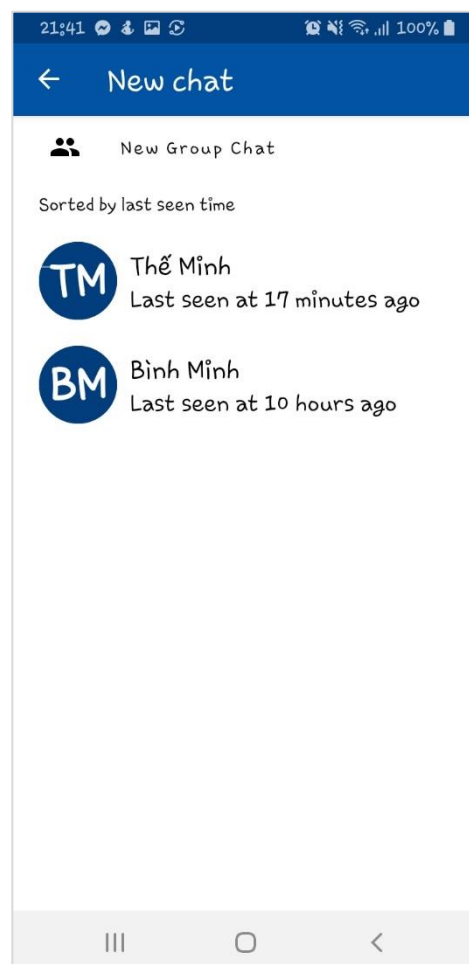 21:41 100%
New chat
New Group Chat
Sorted by last seen time
TM
Thế Minh
Last seen at 17 minutes ago
BM
Bình Minh
Last seen at 10 hours ago